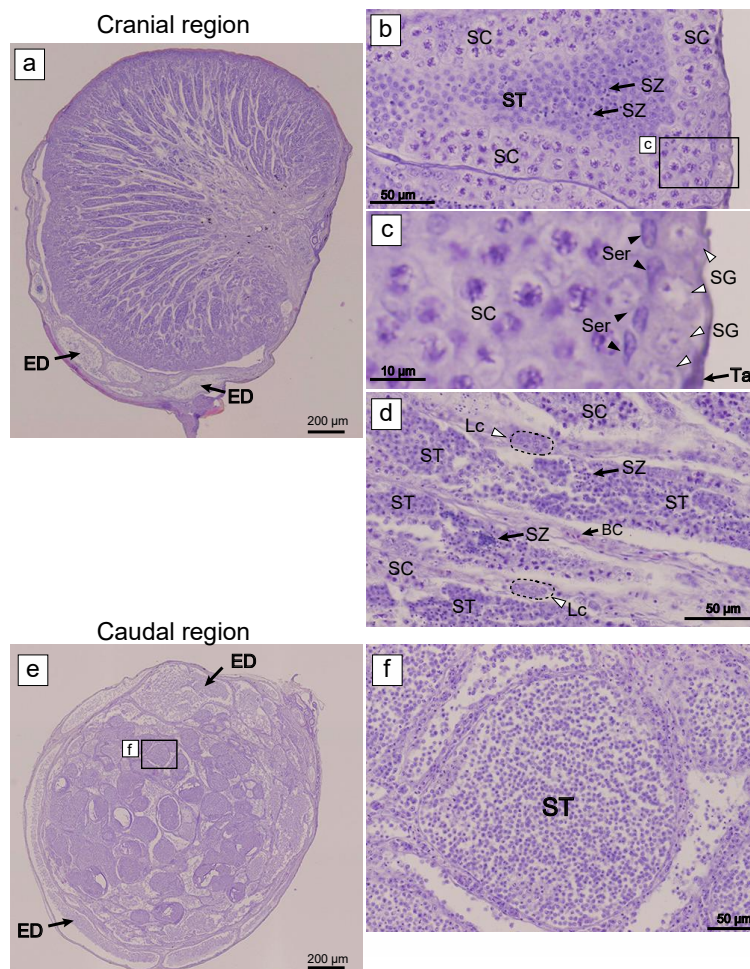 Cranial region
a
ED
ED
200 µm
b
SC
SC
SZ
ST
SZ
SC
c
50 µm
c
Ser
SG
SC
Ser
SG
10 µm
Ta
d
SC
Lc
ST
SZ
ST
ST
SZ
BC
SC
ST
Lc
50 µm
Caudal region
e
ED
f
ED
200 µm
f
ST
50 µm